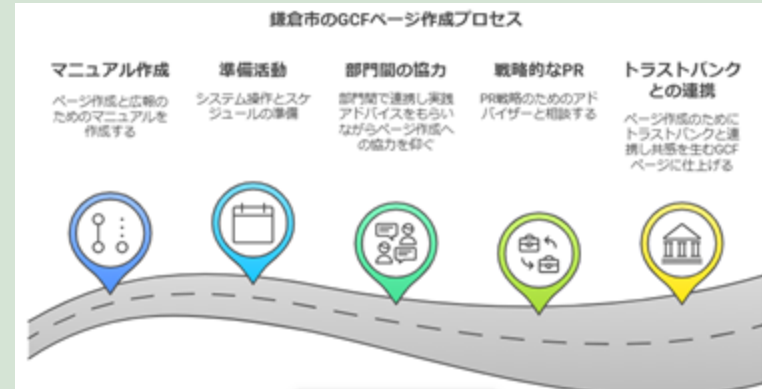 鎌倉市のGCFページ作成プロセス
マニュアル作成
ページ作成と広報の
ためのマニュアルを
作成する
準備活動
システム操作とスケ
ジュールの準備
部門間の協力
部門間で連携し実践
アドバイスをもらい
ながらページ作成へ
の協力を仰ぐ
戦略的なPR
PR戦略のためのアド
バイザーと相談する
トラストバンク
との連携
ページ作成のために
トラストバンクと連
携し共感を生むGCF
ページに仕上げる